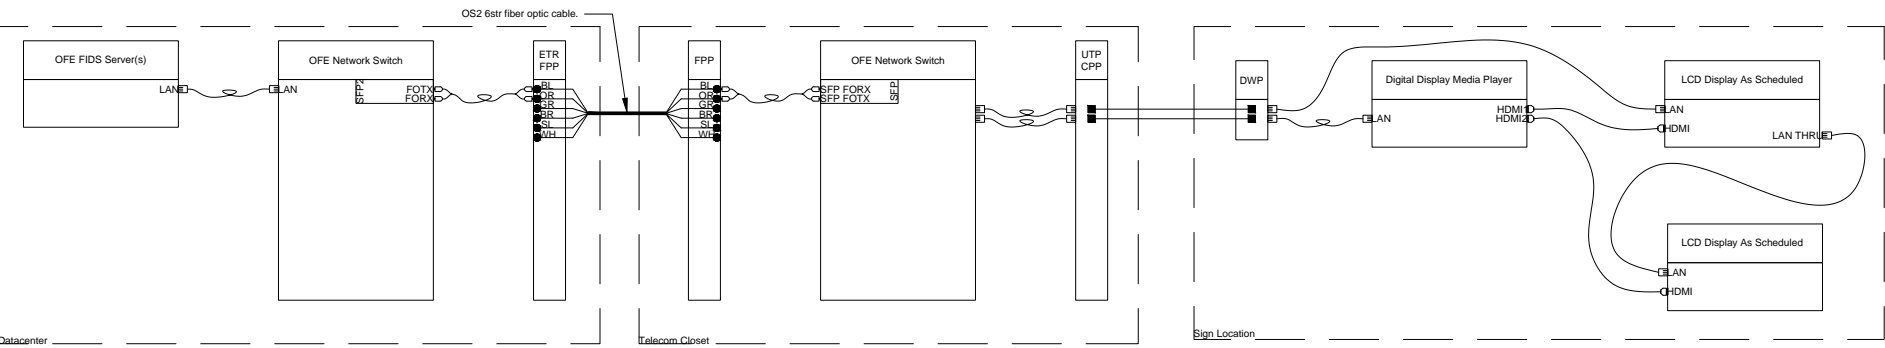 OS2 6str fiber optic cable.
OFE FIDS Server(s)
LAN
OFE Network Switch
LAN
SFP2
FOTX
FORX
ETR
FPP
BL
OR
GR
BR
SL
WH
Datacenter
FPP
BL
OR
GR
BR
SL
WH
OFE Network Switch
SFP FORX
SFP FOTX
SFP
UTP
CPP
Telecom Closet
DWP
Digital Display Media Player
LAN
HDMI1
HDMI2
LCD Display As Scheduled
LAN
HDMI
LAN THRU
LCD Display As Scheduled
LAN
HDMI
Sign Location